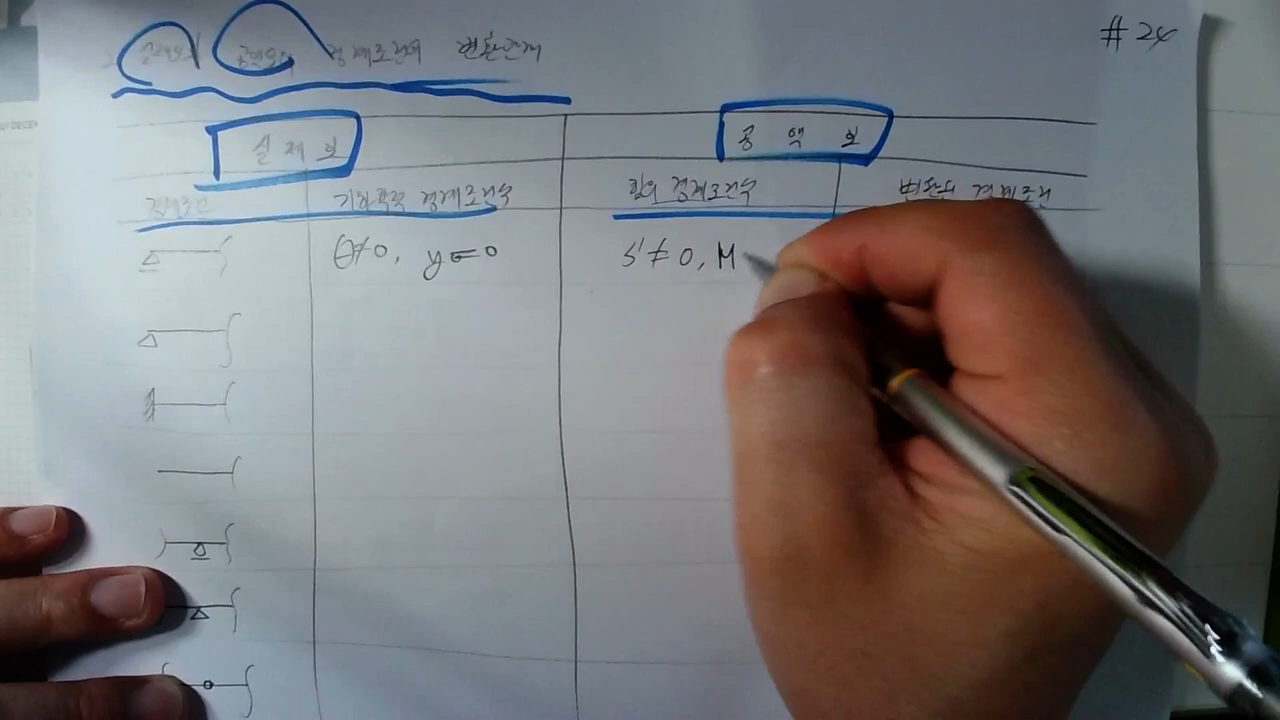 실제보 공액보 경계조건의 변환관계
# 24
실제보
공액보
경계조건
기하학적 경계조건수
힘의 경계조건수
변환된 경계조건
θ≠0, y=0
S'≠0, M